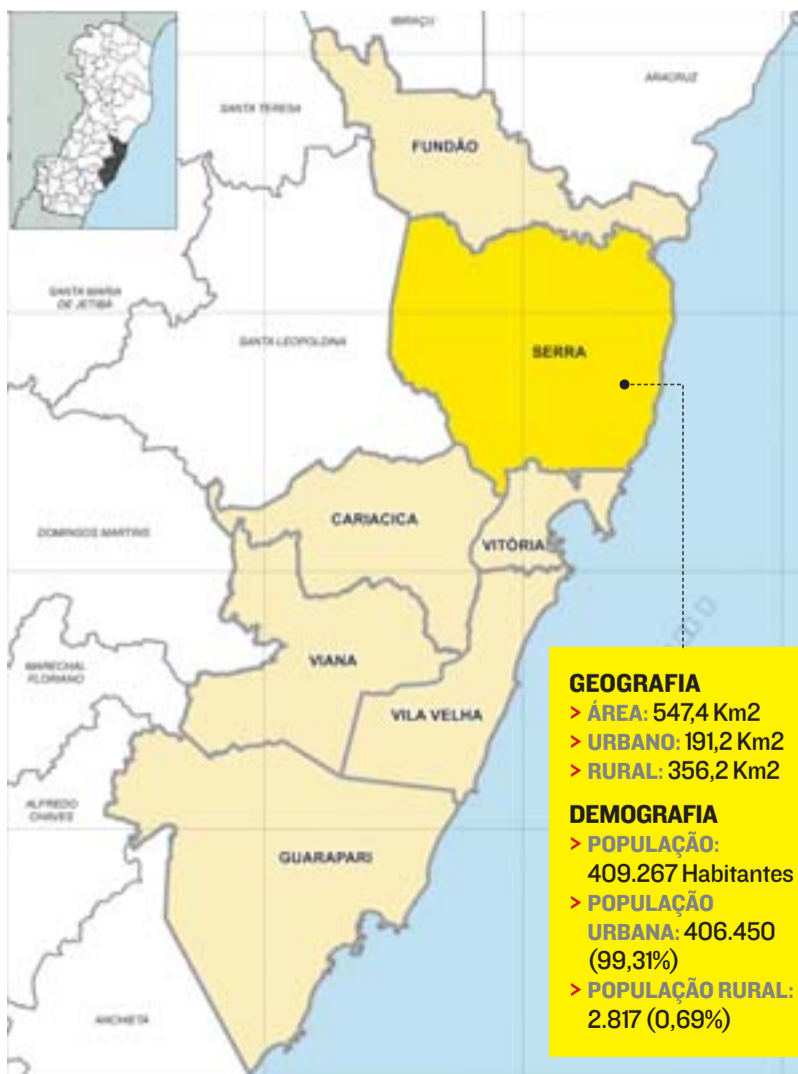 IBIRAÇU
ARACRUZ
SANTA TERESA
FUNDÃO
SANTA MARIA
DE JETIBÁ
SANTA LEOPOLDINA
SERRA
CARIACICA
DOMINGOS MARTINS
VITÓRIA
VIANA
MARECHAL
FLORIANO
VILA VELHA
ALFREDO
CHAVES
GUARAPARI
ANCHIETA
GEOGRAFIA
> ÁREA: 547,4 Km2
> URBANO: 191,2 Km2
> RURAL: 356,2 Km2
DEMOGRAFIA
> POPULAÇÃO:
409.267 Habitantes
> POPULAÇÃO
URBANA: 406.450
(99,31%)
> POPULAÇÃO RURAL:
2.817 (0,69%)